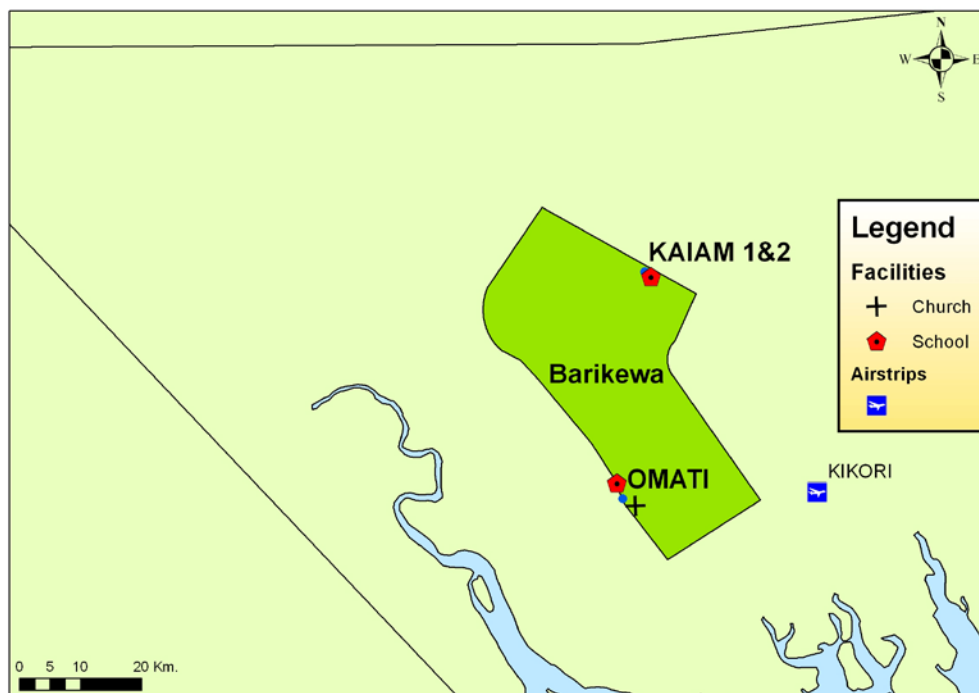 N
W E
S
Legend
Facilities
Church
School
Airstrips
KAIAM 1&2
Barikewa
OMATI
KIKORI
0 5 10 20 Km.